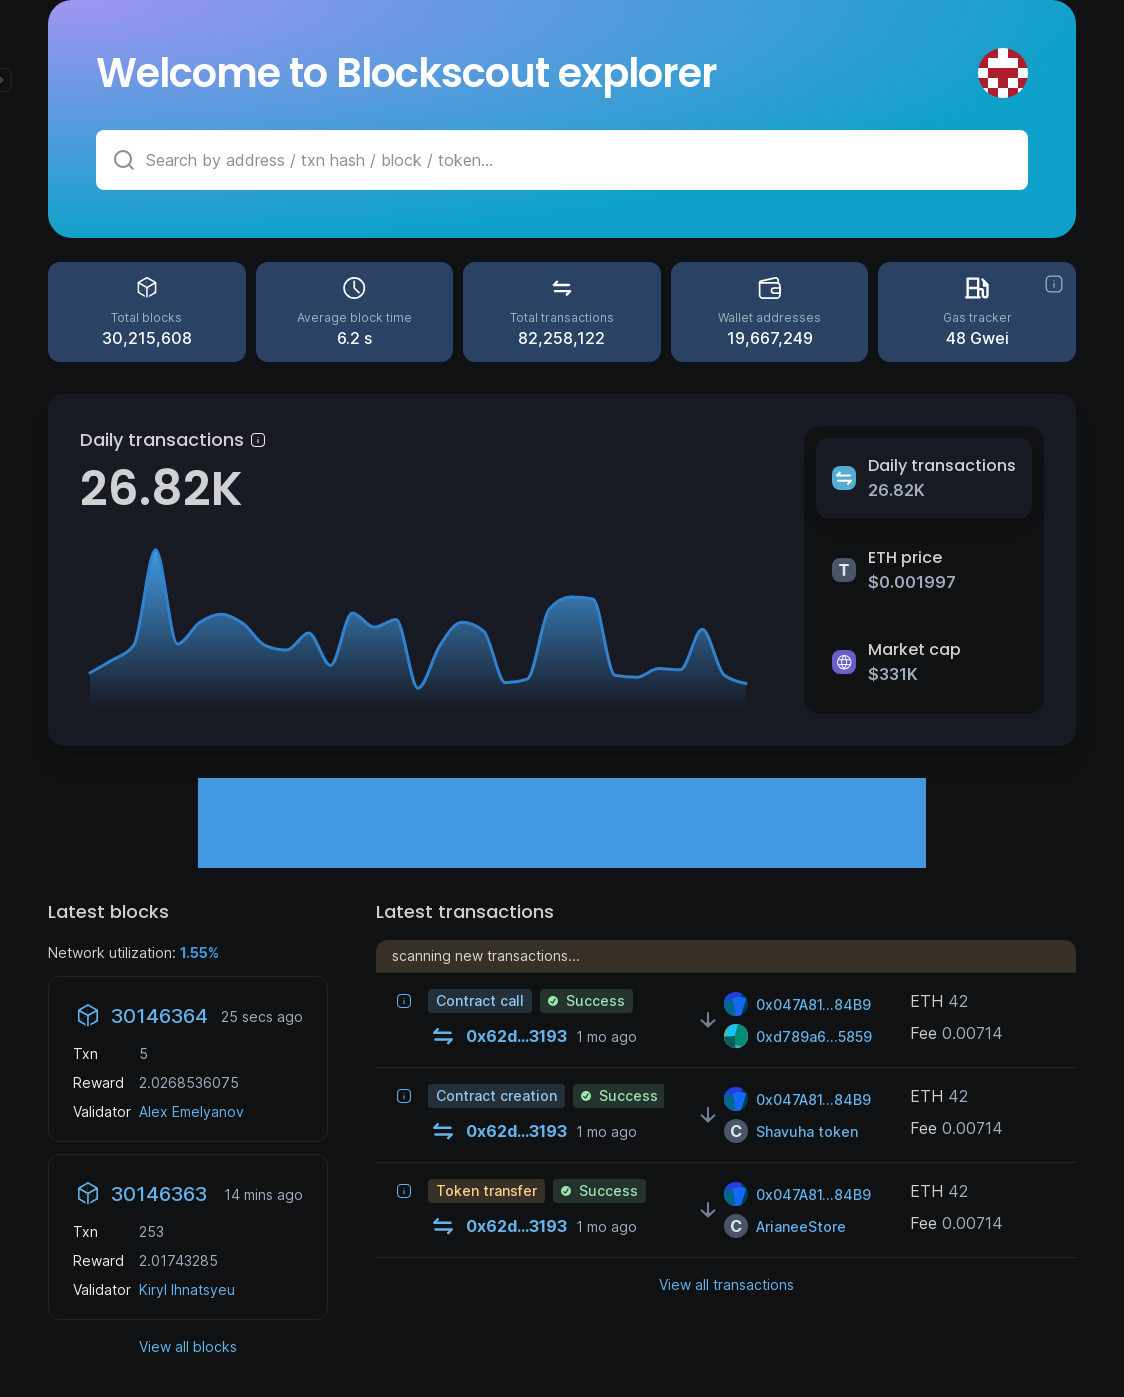 Welcome to Blockscout explorer
Search by address / txn hash / block / token...
Total blocks
30,215,608
Average block time
6.2 s
Total transactions
82,258,122
Wallet addresses
19,667,249
Gas tracker
48 Gwei
Daily transactions
26.82K
Daily transactions
26.82K
T
ETH price
$0.001997
Market cap
$331K
Latest blocks
Network utilization: 1.55%
30146364 25 secs ago
Txn 5
Reward 2.0268536075
Validator Alex Emelyanov
30146363 14 mins ago
Txn 253
Reward 2.01743285
Validator Kiryl Ihnatsyeu
View all blocks
Latest transactions
scanning new transactions...
Contract call Success
0x62d...3193 1 mo ago
0x047A81...84B9
0xd789a6...5859
ETH 42
Fee 0.00714
Contract creation Success
0x62d...3193 1 mo ago
0x047A81...84B9
C Shavuha token
ETH 42
Fee 0.00714
Token transfer Success
0x62d...3193 1 mo ago
0x047A81...84B9
C ArianeeStore
ETH 42
Fee 0.00714
View all transactions